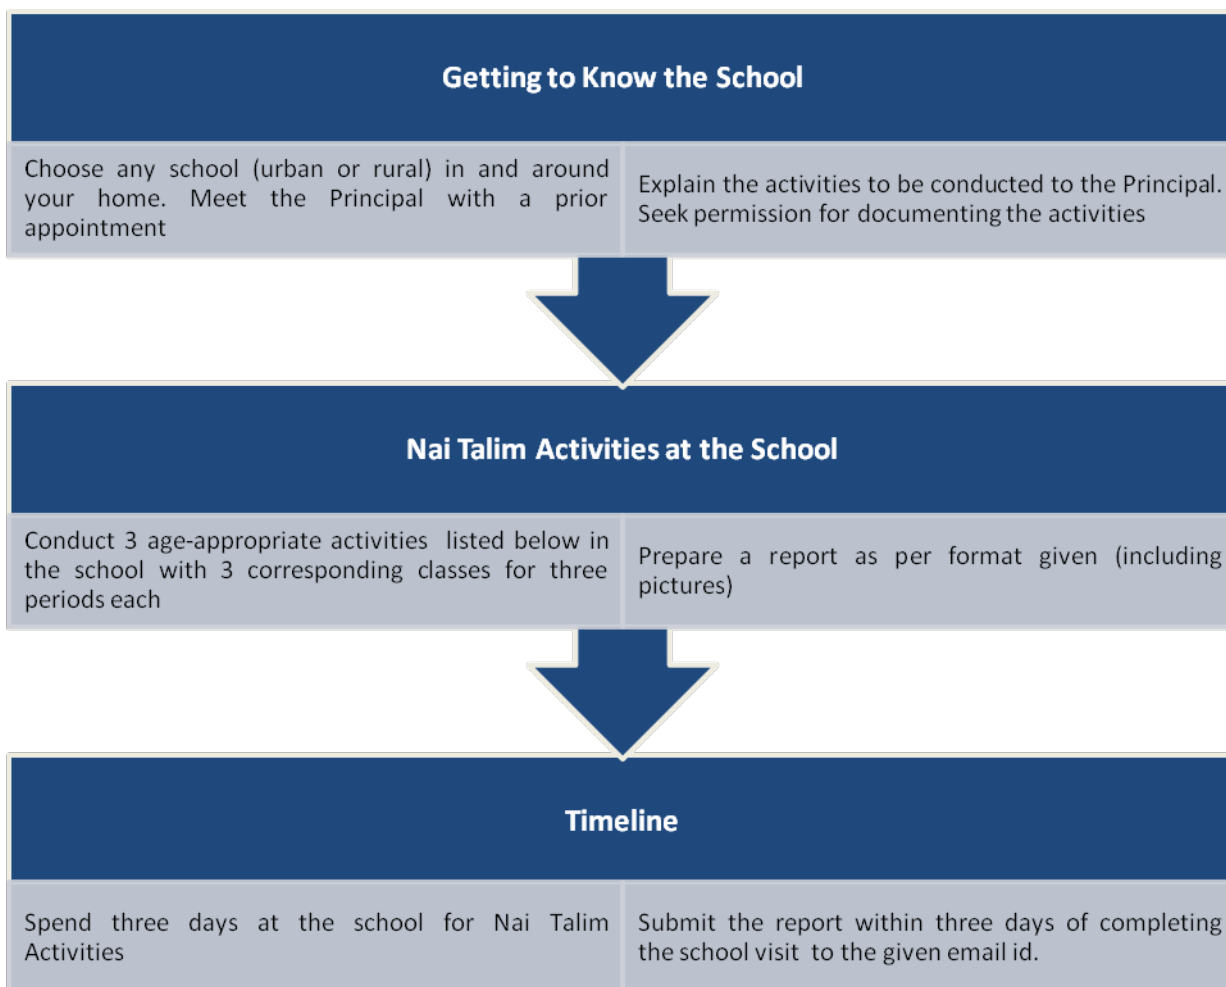 Getting to Know the School
Choose any school (urban or rural) in and around
your home. Meet the Principal with a prior
appointment
Explain the activities to be conducted to the Principal.
Seek permission for documenting the activities
Nai Talim Activities at the School
Conduct 3 age-appropriate activities listed below in
the school with 3 corresponding classes for three
periods each
Prepare a report as per format given (including
pictures)
Timeline
Spend three days at the school for Nai Talim
Activities
Submit the report within three days of completing
the school visit to the given email id.